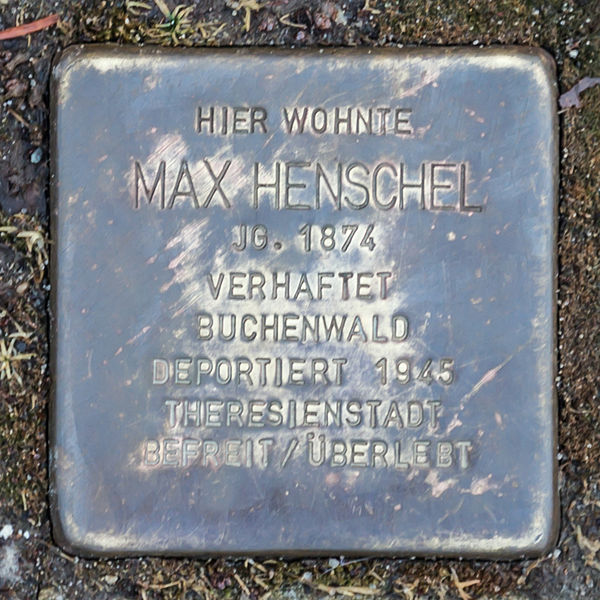 HIER WOHNTE
MAX HENSCHEL
JG. 1874
VERHAFTET
BUCHENWALD
DEPORTIERT 1945
THERESIENSTADT
BEFREIT/ÜBERLEBT